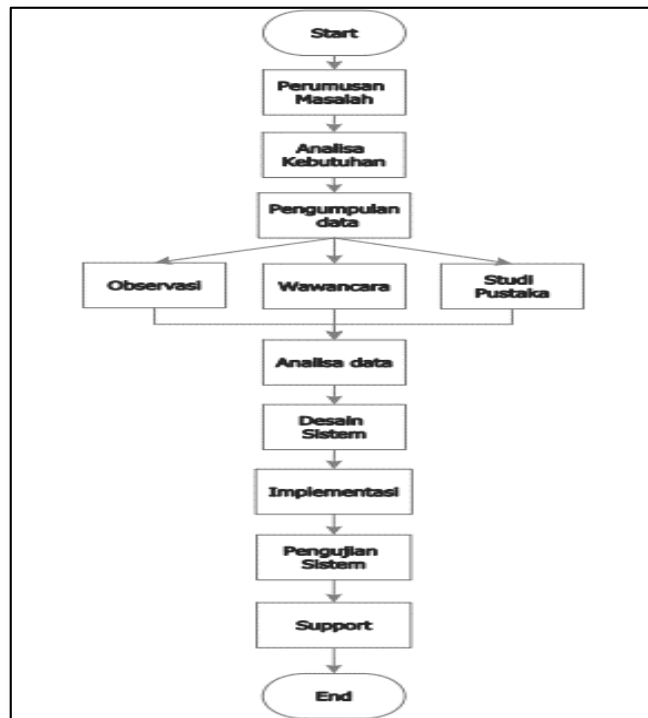 Start
Perumusan
Masalah
Analisa
Kebutuhan
Pengumpulan
data
Observasi
Wawancara
Studi
Pustaka
Analisa data
Desain
Sistem
Implementasi
Pengujian
Sistem
Support
End